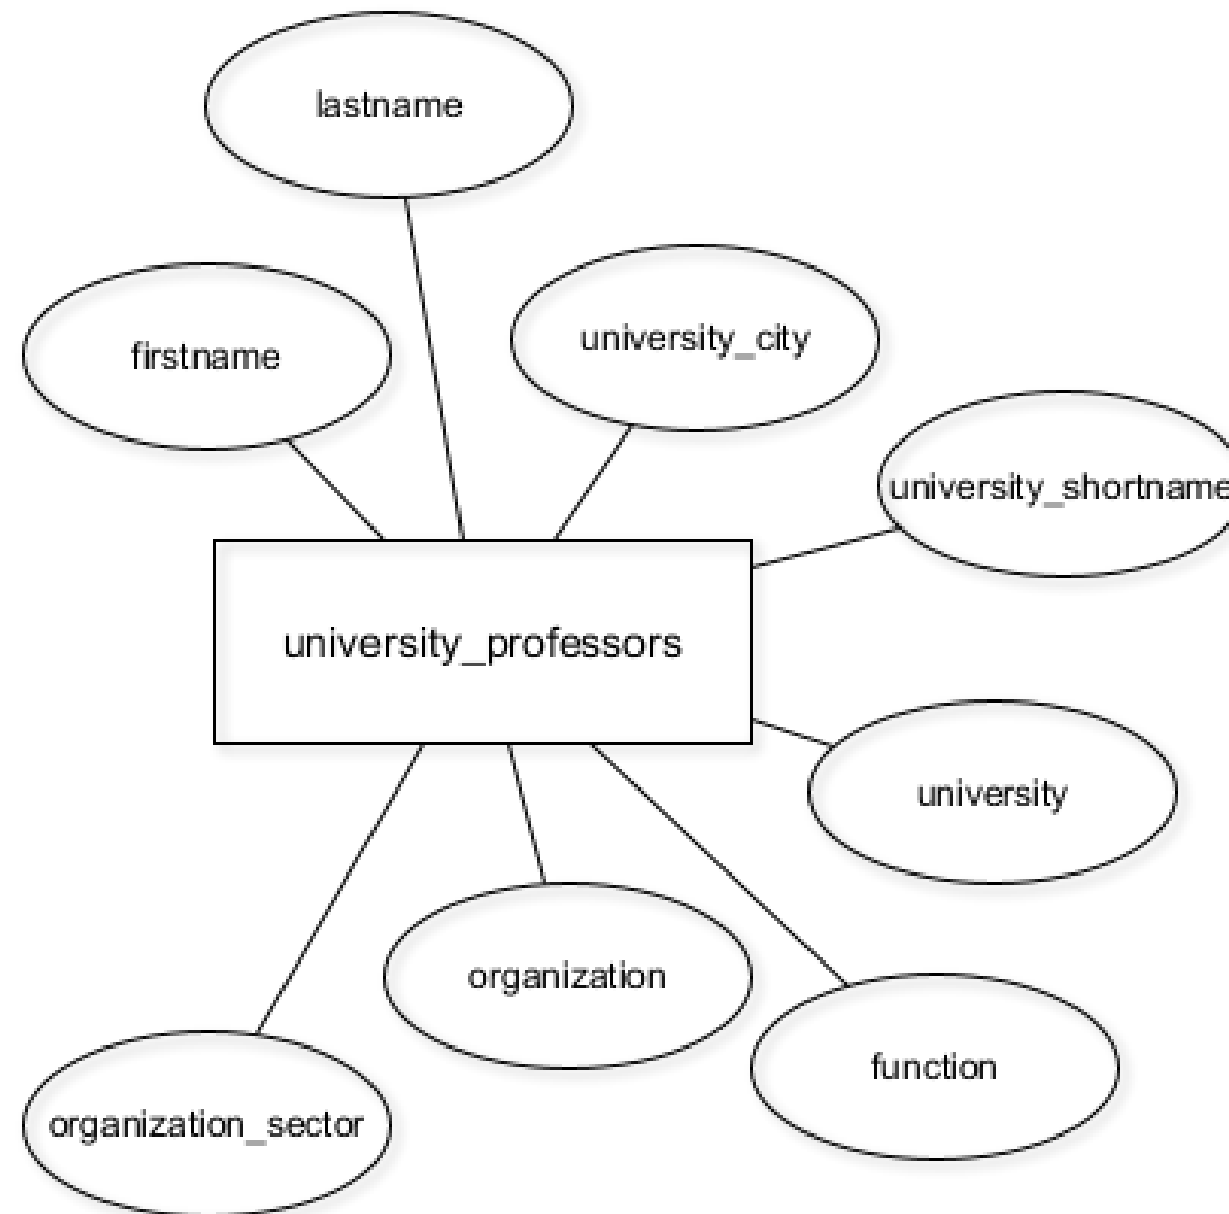 lastname
university_city
firstname
university_shortname
university_professors
university
organization
function
organization_sector